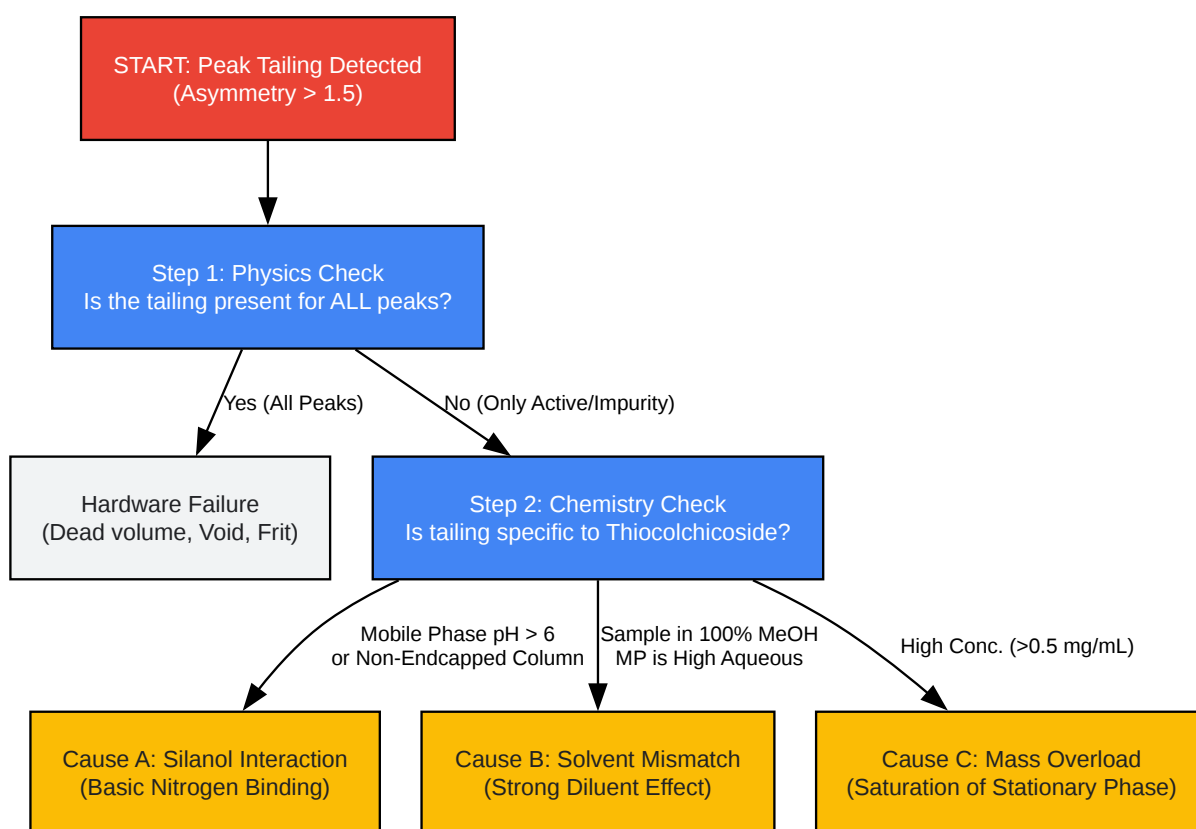 START: Peak Tailing Detected
(Asymmetry > 1.5)
Step 1: Physics Check
Is the tailing present for ALL peaks?
Yes (All Peaks)
No (Only Active/Impurity)
Hardware Failure
(Dead volume, Void, Frit)
Step 2: Chemistry Check
Is tailing specific to Thiocolchicoside?
Mobile Phase pH > 6
or Non-Endcapped Column
Sample in 100% MeOH
MP is High Aqueous
High Conc. (>0.5 mg/mL)
Cause A: Silanol Interaction
(Basic Nitrogen Binding)
Cause B: Solvent Mismatch
(Strong Diluent Effect)
Cause C: Mass Overload
(Saturation of Stationary Phase)